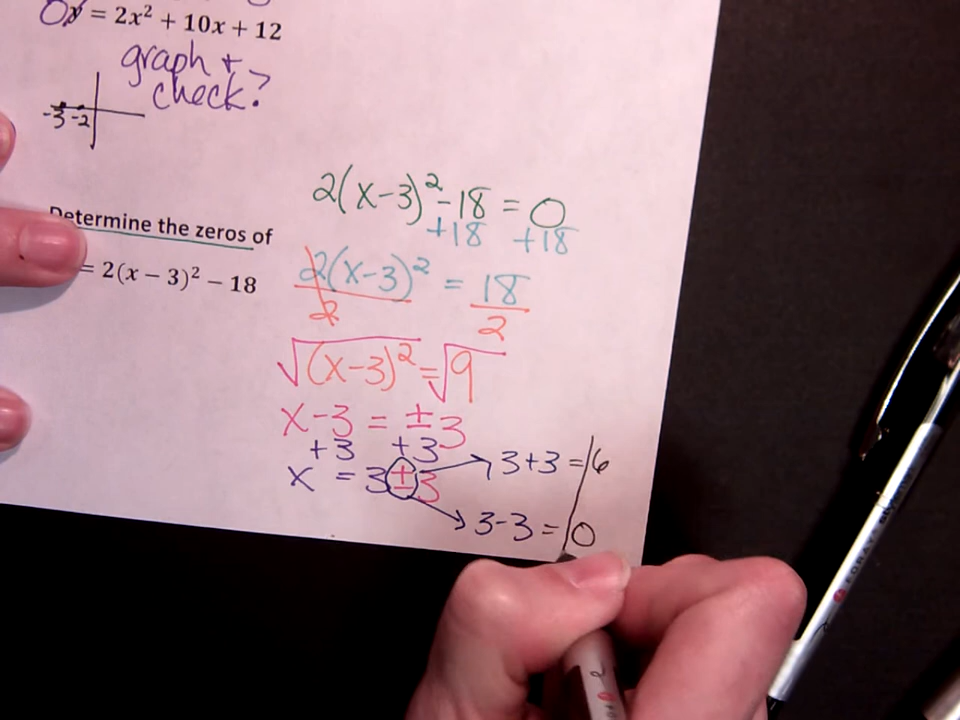 0y = 2x² + 10x + 12
graph +
check?
-3 -2
2(x-3)² -18 = 0
+18 +18
Determine the zeros of
= 2(x − 3)² − 18
2(x-3)² = 18
2 2
√(x-3)² = √9
x-3 = ±3
+3 +3
x = 3±3
3+3 = 6
3-3 = 0